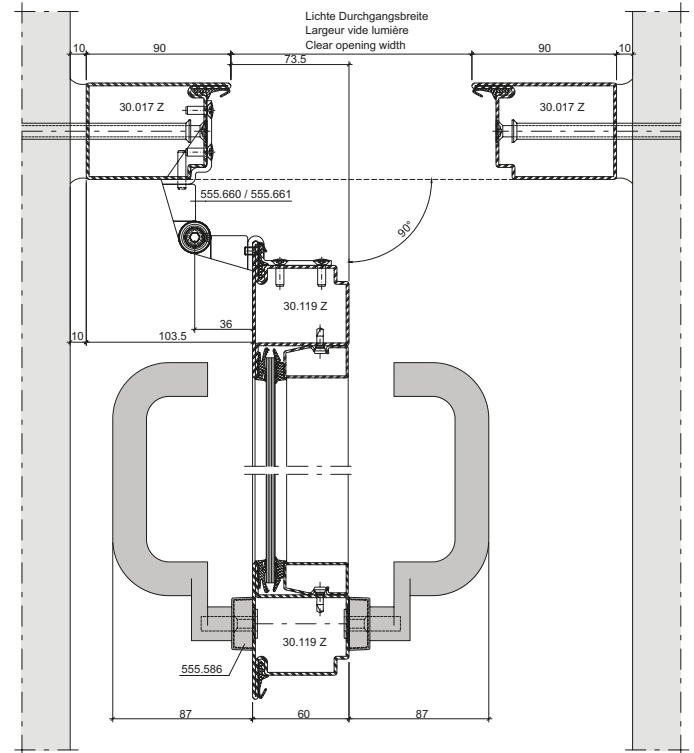 Lichte Durchgangsbreite
Largeur vide lumière
Clear opening width
10
90
73.5
90
10
30.017 Z
30.017 Z
555.660 / 555.661
90°
30.119 Z
36
10
103.5
30.119 Z
555.586
87
60
87